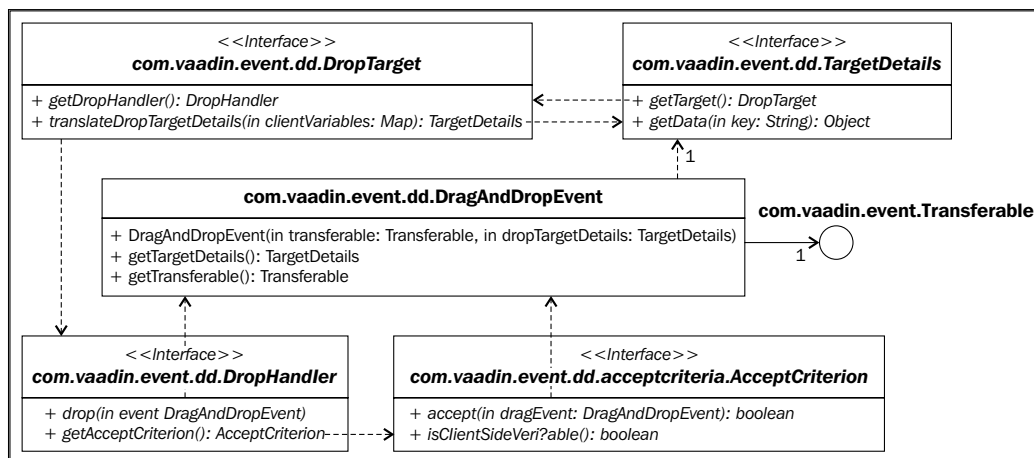 <<Interface>>
com.vaadin.event.dd.DropTarget
+ getDropHandler(): DropHandler
+ translateDropTargetDetails(in clientVariables: Map): TargetDetails
<<Interface>>
com.vaadin.event.dd.TargetDetails
+ getTarget(): DropTarget
+ getData(in key: String): Object
1
com.vaadin.event.dd.DragAndDropEvent
+ DragAndDropEvent(in transferable: Transferable, in dropTargetDetails: TargetDetails)
+ getTargetDetails(): TargetDetails
+ getTransferable(): Transferable
com.vaadin.event.Transferable
1
<<Interface>>
com.vaadin.event.dd.DropHandler
+ drop(in event DragAndDropEvent)
+ getAcceptCriterion(): AcceptCriterion
<<Interface>>
com.vaadin.event.dd.acceptcriteria.AcceptCriterion
+ accept(in dragEvent: DragAndDropEvent): boolean
+ isClientSideVeri?able(): boolean